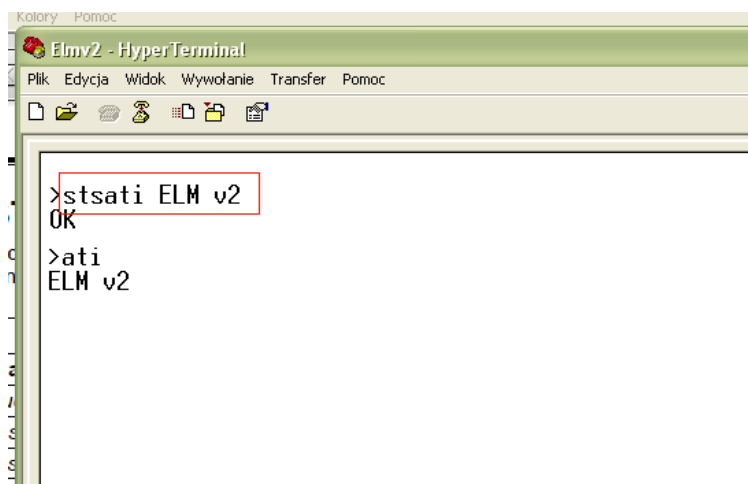 Kolory Pomoc
Elmv2 - HyperTerminal
Plik Edycja Widok Wywołanie Transfer Pomoc
>stsati ELM v2
OK
>ati
ELM v2